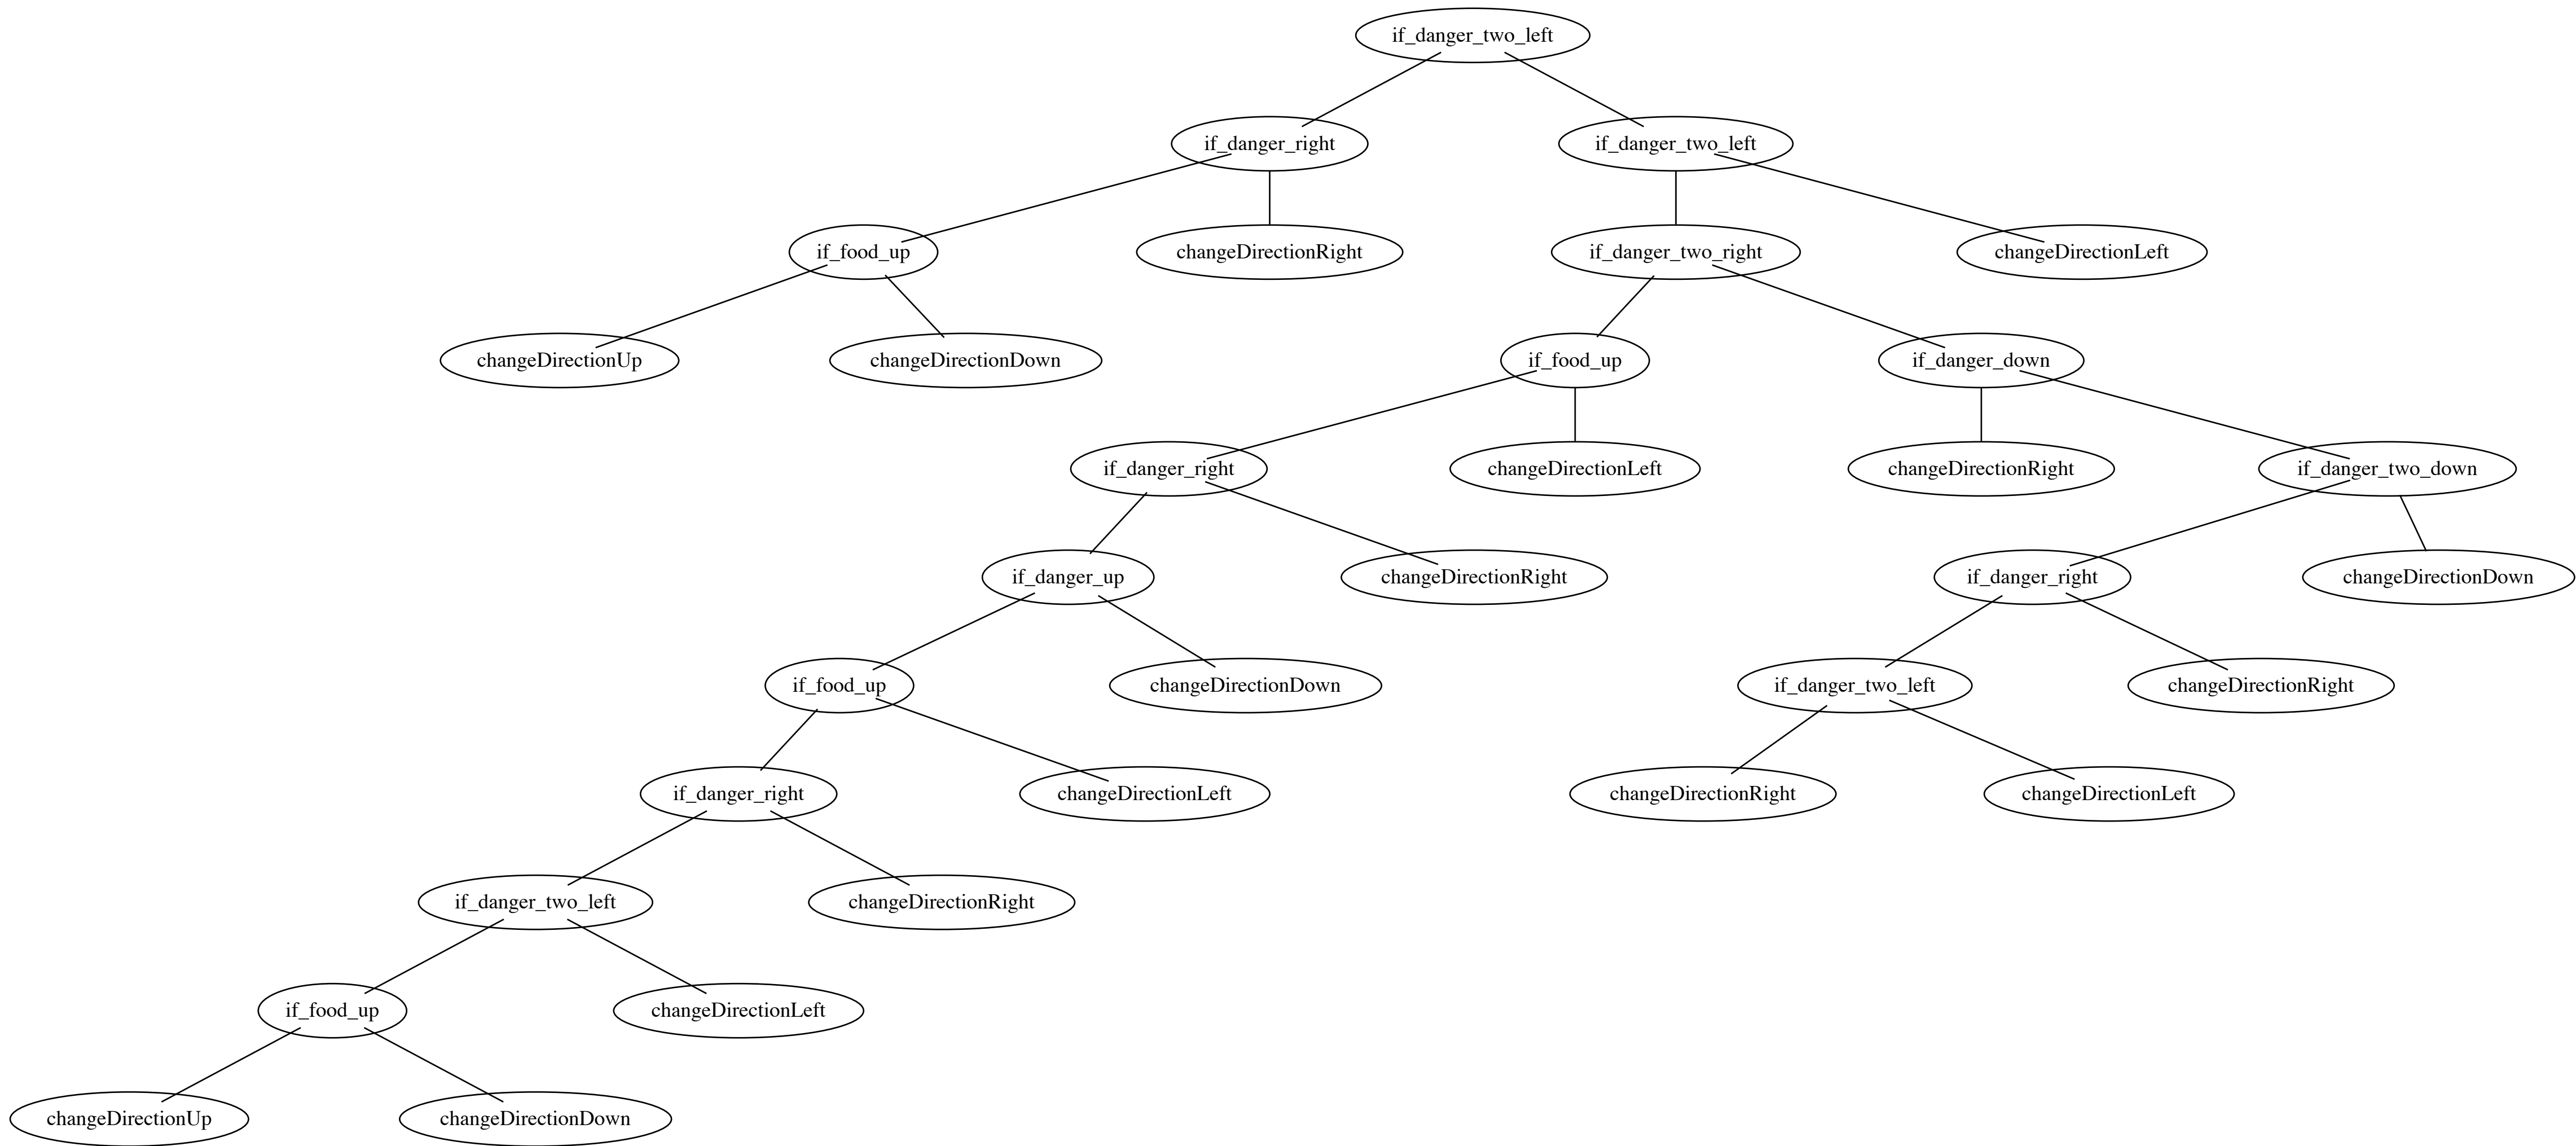 if_danger_two_left
if_danger_right
if_danger_two_left
if_food_up
changeDirectionRight
if_danger_two_right
changeDirectionLeft
changeDirectionUp
changeDirectionDown
if_food_up
if_danger_down
if_danger_right
changeDirectionLeft
changeDirectionRight
if_danger_two_down
if_danger_up
changeDirectionRight
if_danger_right
changeDirectionDown
if_food_up
changeDirectionDown
if_danger_two_left
changeDirectionRight
if_danger_right
changeDirectionLeft
changeDirectionRight
changeDirectionLeft
if_danger_two_left
changeDirectionRight
if_food_up
changeDirectionLeft
changeDirectionUp
changeDirectionDown